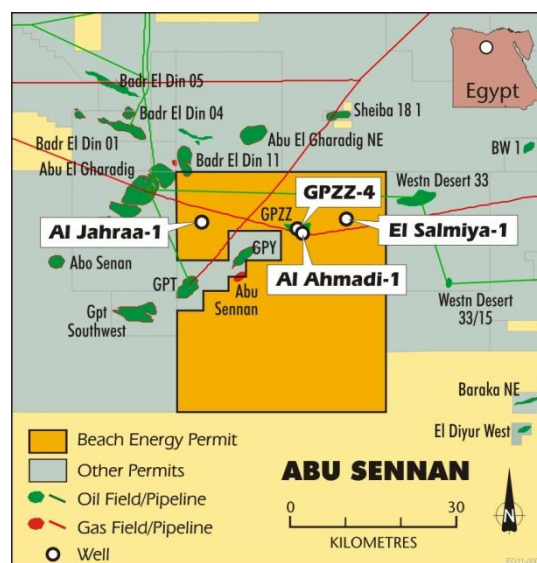 Badr El Din 05
Badr El Din 04
Sheiba 18 1
Egypt
Badr El Din 01
Abu El Gharadig NE
BW 1
Badr El Din 11
Abu El Gharadig
Westn Desert 33
GPZZ-4
Al Jahraa-1
GPZZ
El Salmiya-1
GPY
Al Ahmadi-1
Abo Senan
GPT
Abu
Sennan
Westn Desert
33/15
Gpt
Southwest
Baraka NE
El Diyur West
Beach Energy Permit
Other Permits
Oil Field/Pipeline
Gas Field/Pipeline
Well
ABU SENNAN
0
30
KILOMETRES
N